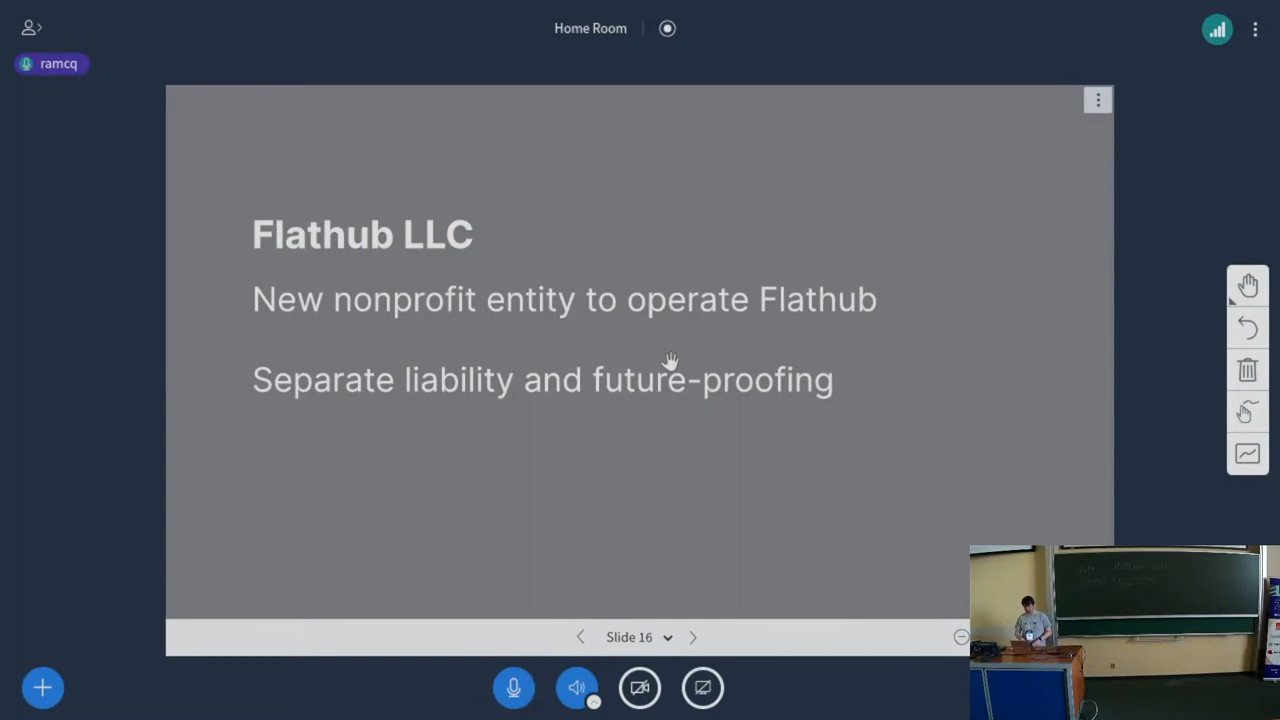 Home Room
ramcq
Flathub LLC
New nonprofit entity to operate Flathub
Separate liability and future-proofing
Slide 16